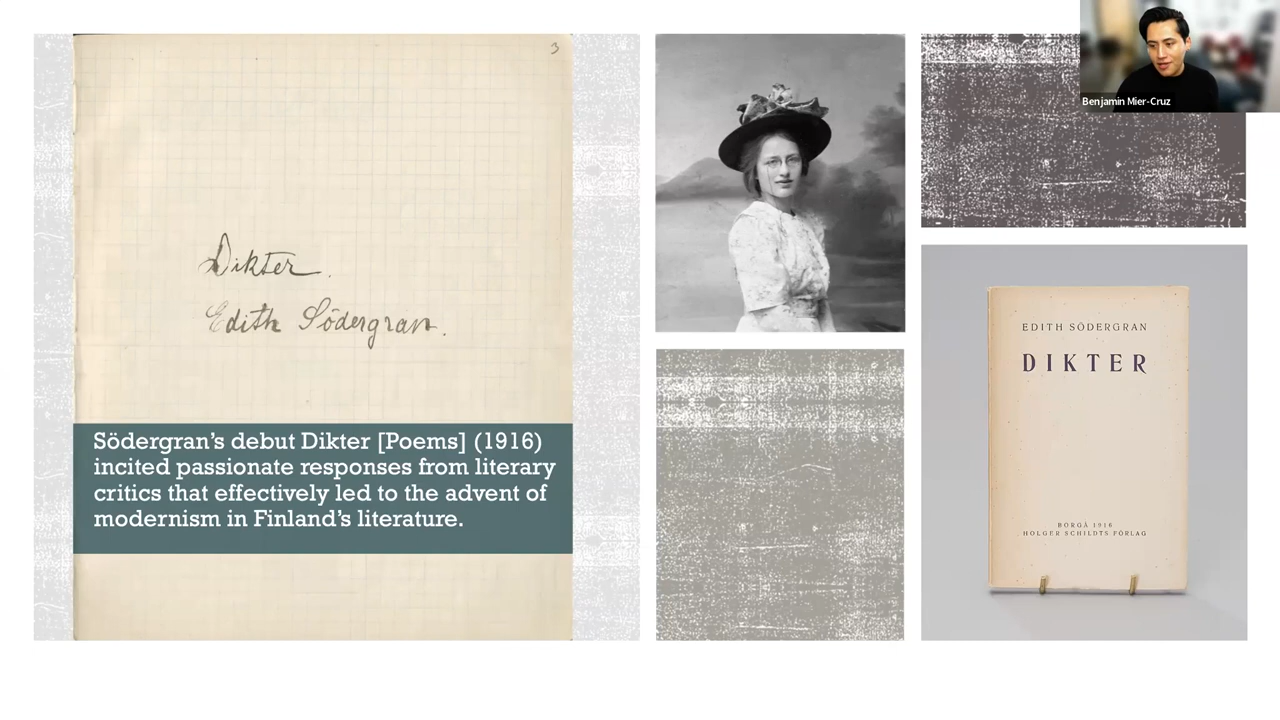 3
Dikter.
Edith Södergran.
Södergran’s debut Dikter [Poems] (1916)
incited passionate responses from literary
critics that effectively led to the advent of
modernism in Finland’s literature.
Benjamin Mier-Cruz
EDITH SÖDERGRAN
DIKTER
BORGÅ 1916
HOLGER SCHILDTS FÖRLAG